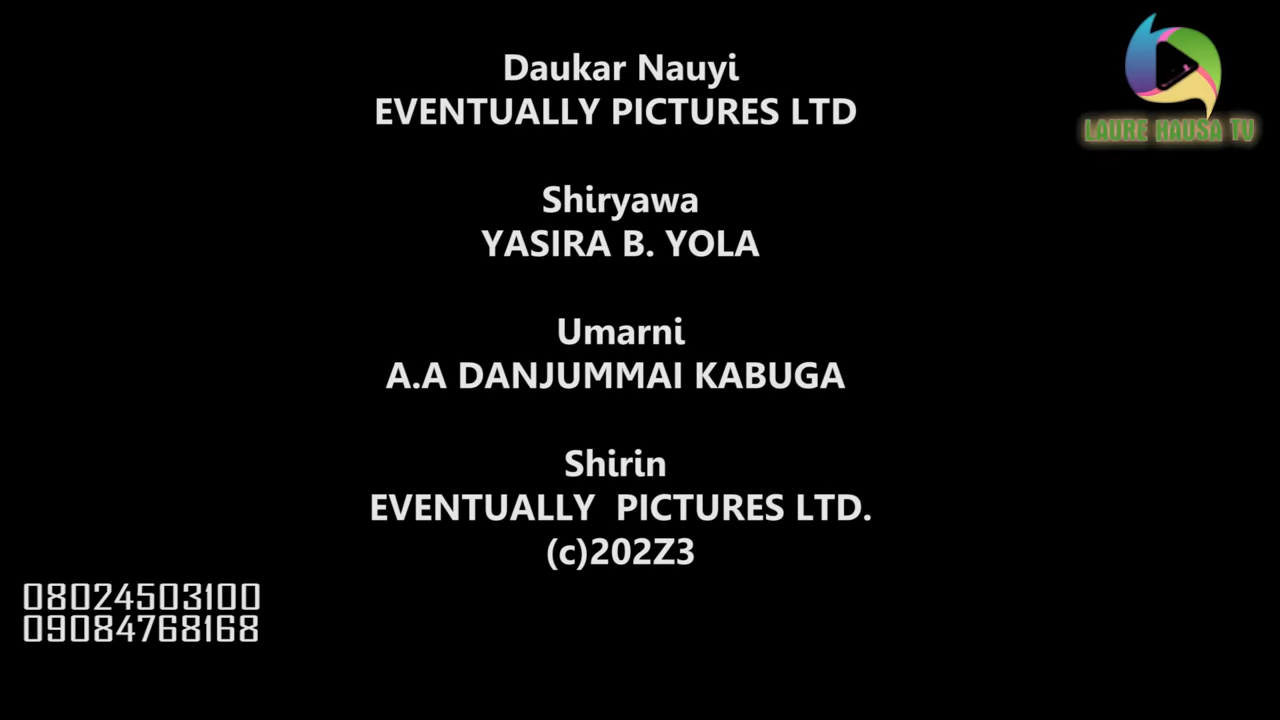 Daukar Nauyi
EVENTUALLY PICTURES LTD
Shiryawa
YASIRA B. YOLA
Umarni
A.A DANJUMMAI KABUGA
Shirin
EVENTUALLY PICTURES LTD.
(c)202Z3
LAURE HAUSA TV
08024503100
09084768168